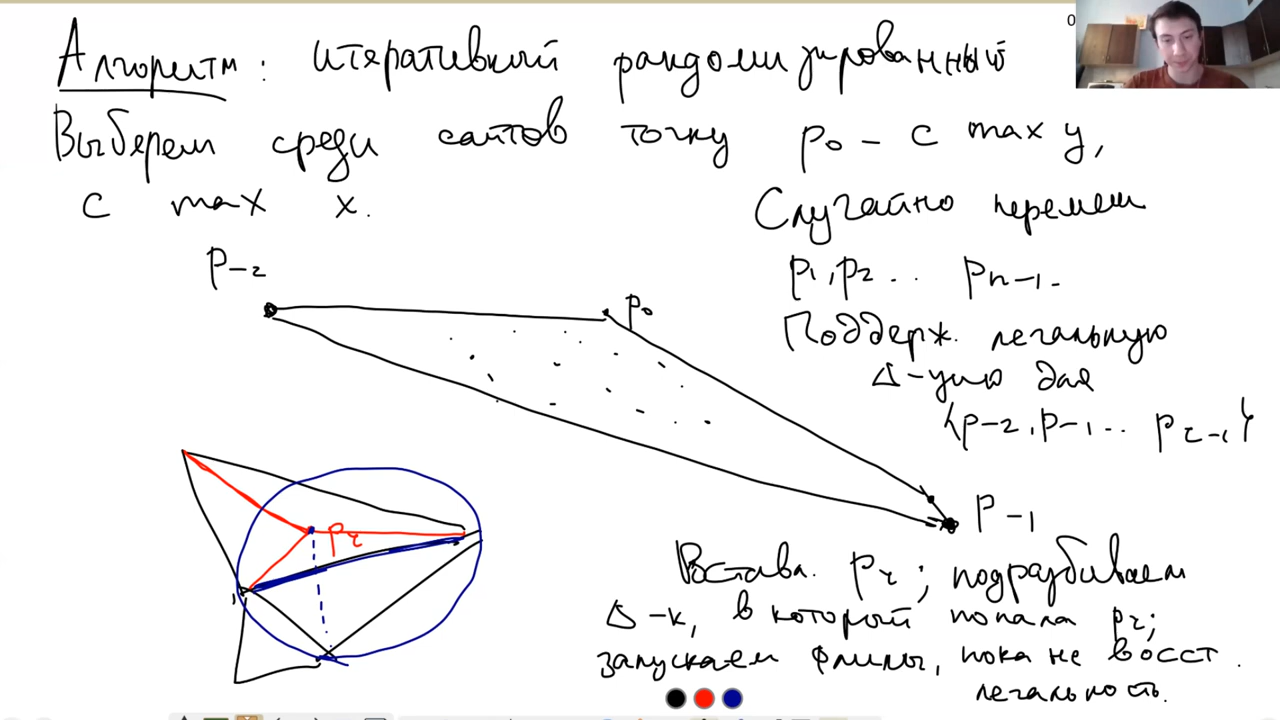 Алгоритм: итеративный рандомизированный
Выберем среди сайтов точку p₀ – с max y,
с max x.
Случайно перемеш
p₁, p₂ .. pₙ₋₁.
Поддерж. легальную
Δ-цию для
{p₋₂, p₋₁ .. pᵣ₋₁}
p₋₂
p₀
p₋₁
pᵣ
Встава. pᵣ; подразбиваем
Δ-к, в который попала pᵣ;
запускаем флипы, пока не восст.
легальность.